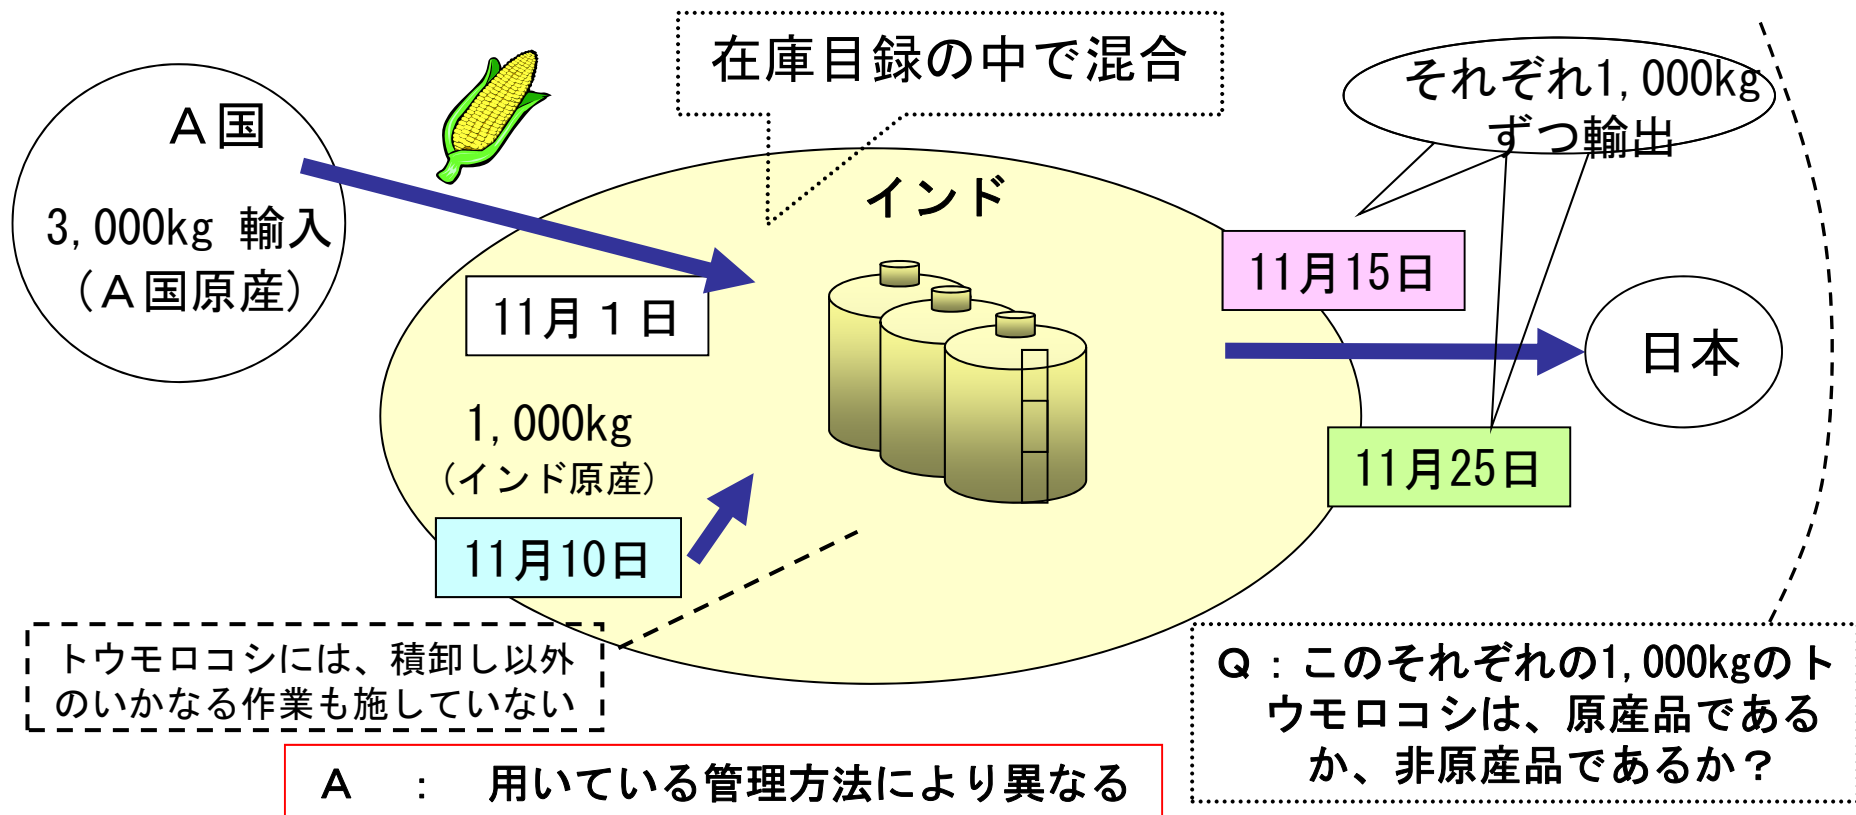 在庫目録の中で混合
それぞれ1,000kg
ずつ輸出
A国
3,000kg 輸入
(A国原産)
インド
11月1日
11月15日
日本
1,000kg
(インド原産)
11月25日
11月10日
トウモロコシには、積卸し以外
のいかなる作業も施していない
Q:このそれぞれの1,000kgのト
ウモロコシは、原産品である
か、非原産品であるか?
A : 用いている管理方法により異なる